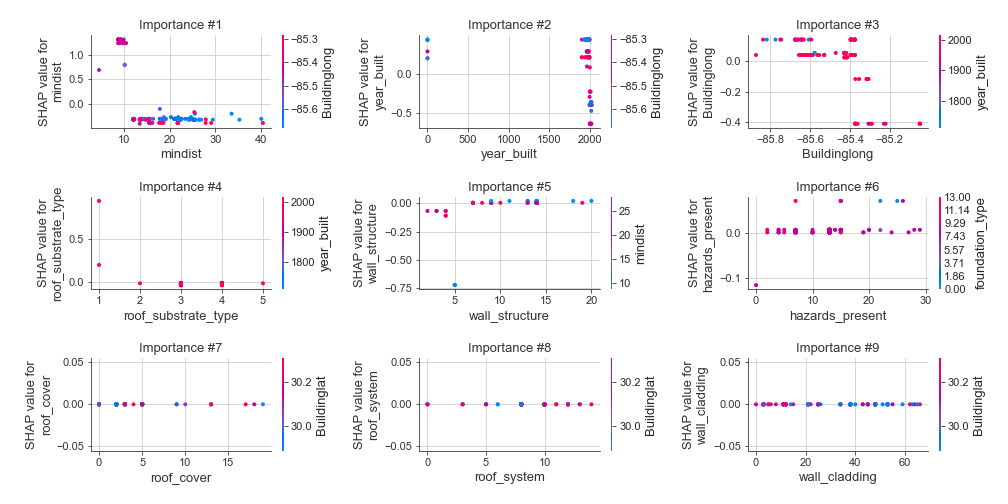 Importance #1
SHAP value for
mindist
1.0
0.5
0.0
10
20
30
40
mindist
−85.3
−85.4
−85.5
−85.6
Buildinglong
Importance #2
SHAP value for
year_built
0.0
−0.5
0
500
1000
1500
2000
year_built
−85.3
−85.4
−85.5
−85.6
Buildinglong
Importance #3
SHAP value for
Buildinglong
0.0
−0.2
−0.4
−85.8
−85.6
−85.4
−85.2
Buildinglong
2000
1900
1800
year_built
Importance #4
SHAP value for
roof_substrate_type
0.5
0.0
1
2
3
4
5
roof_substrate_type
2000
1900
1800
year_built
Importance #5
SHAP value for
wall_structure
0.00
−0.25
−0.50
−0.75
5
10
15
20
wall_structure
25
20
15
10
mindist
Importance #6
SHAP value for
hazards_present
0.0
−0.1
0
10
20
30
hazards_present
13.00
11.14
9.29
7.43
5.57
3.71
1.86
0.00
foundation_type
Importance #7
SHAP value for
roof_cover
0.05
0.00
−0.05
0
5
10
15
roof_cover
30.2
30.0
Buildinglat
Importance #8
SHAP value for
roof_system
0.05
0.00
−0.05
0
5
10
roof_system
30.2
30.0
Buildinglat
Importance #9
SHAP value for
wall_cladding
0.05
0.00
−0.05
0
20
40
60
wall_cladding
30.2
30.0
Buildinglat